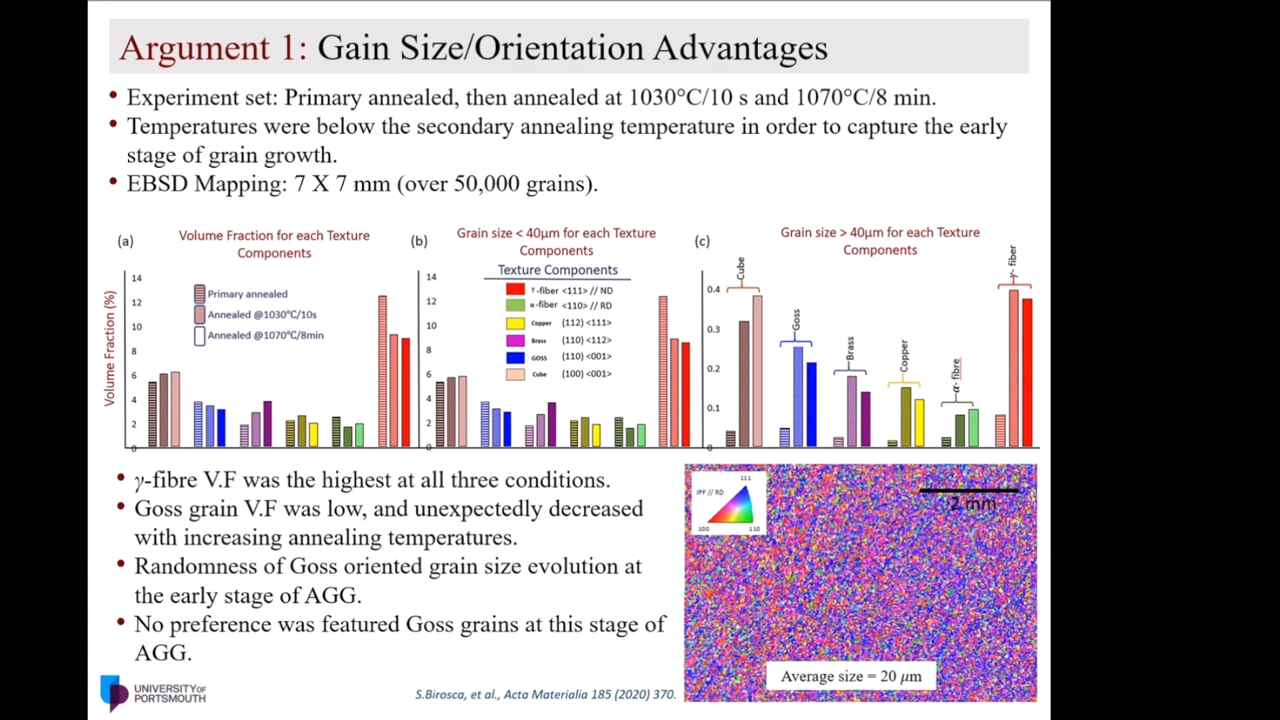 Argument 1: Gain Size/Orientation Advantages
• Experiment set: Primary annealed, then annealed at 1030°C/10 s and 1070°C/8 min.
• Temperatures were below the secondary annealing temperature in order to capture the early
stage of grain growth.
• EBSD Mapping: 7 X 7 mm (over 50,000 grains).
(a)
Volume Fraction for each Texture
Components
Volume Fraction (%)
14
12
10
8
6
4
2
0
Primary annealed
Annealed @1030°C/10s
Annealed @1070°C/8min
(b)
Grain size < 40μm for each Texture
Components
Texture Components
14
12
10
8
6
4
2
0
γ-fiber <111> // ND
α-fiber <110> // RD
Copper (112) <111>
Brass (110) <112>
GOSS (110) <001>
Cube (100) <001>
(c)
Grain size > 40μm for each Texture
Components
0.4
0.3
0.2
0.1
0
Cube
Goss
Brass
Copper
α- fibre
γ- fiber
• γ-fibre V.F was the highest at all three conditions.
• Goss grain V.F was low, and unexpectedly decreased
with increasing annealing temperatures.
• Randomness of Goss oriented grain size evolution at
the early stage of AGG.
• No preference was featured Goss grains at this stage of
AGG.
IPF // RD
111
100
110
2 mm
Average size = 20 μm
UNIVERSITY OF
PORTSMOUTH
S.Birosca, et al., Acta Materialia 185 (2020) 370.